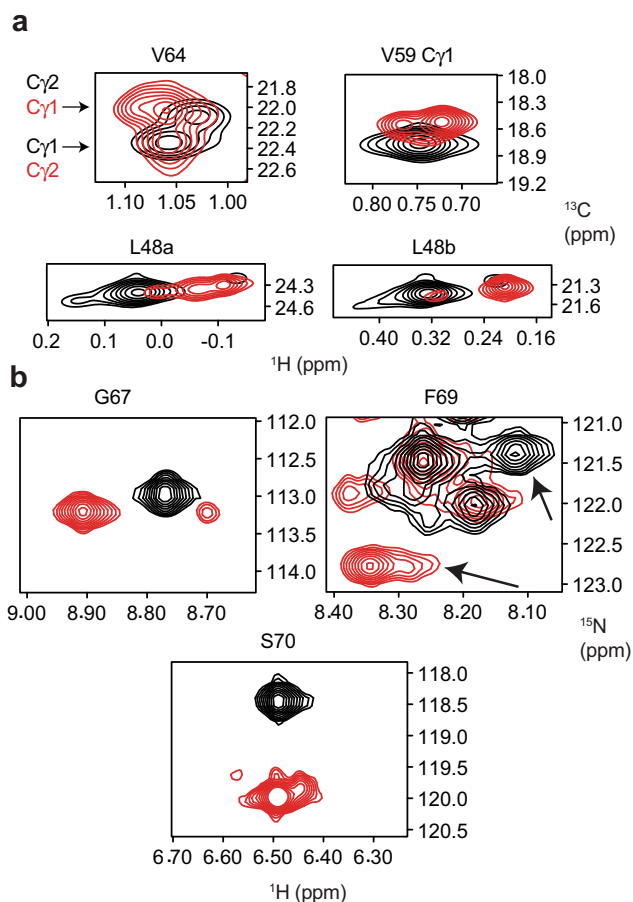 a
V64
V59 Cγ1
Cγ2
Cγ1
Cγ1
Cγ2
21.8
22.0
22.2
22.4
22.6
1.10 1.05 1.00
18.0
18.3
18.6
18.9
19.2
0.80 0.75 0.70
13C
(ppm)
L48a
L48b
24.3
24.6
0.2 0.1 0.0 -0.1
21.3
21.6
0.40 0.32 0.24 0.16
1H (ppm)
b
G67
F69
112.0
112.5
113.0
113.5
114.0
9.00 8.90 8.80 8.70
121.0
121.5
122.0
122.5
123.0
8.40 8.30 8.20 8.10
15N
(ppm)
S70
118.0
118.5
119.0
119.5
120.0
120.5
6.70 6.60 6.50 6.40 6.30
1H (ppm)